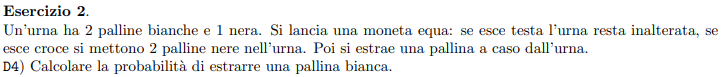 Esercizio 2.
Un'urna ha 2 palline bianche e 1 nera. Si lancia una moneta equa: se esce testa l'urna resta inalterata, se
esce croce si mettono 2 palline nere nell'urna. Poi si estrae una pallina a caso dall'urna.
D4) Calcolare la probabilità di estrarre una pallina bianca.